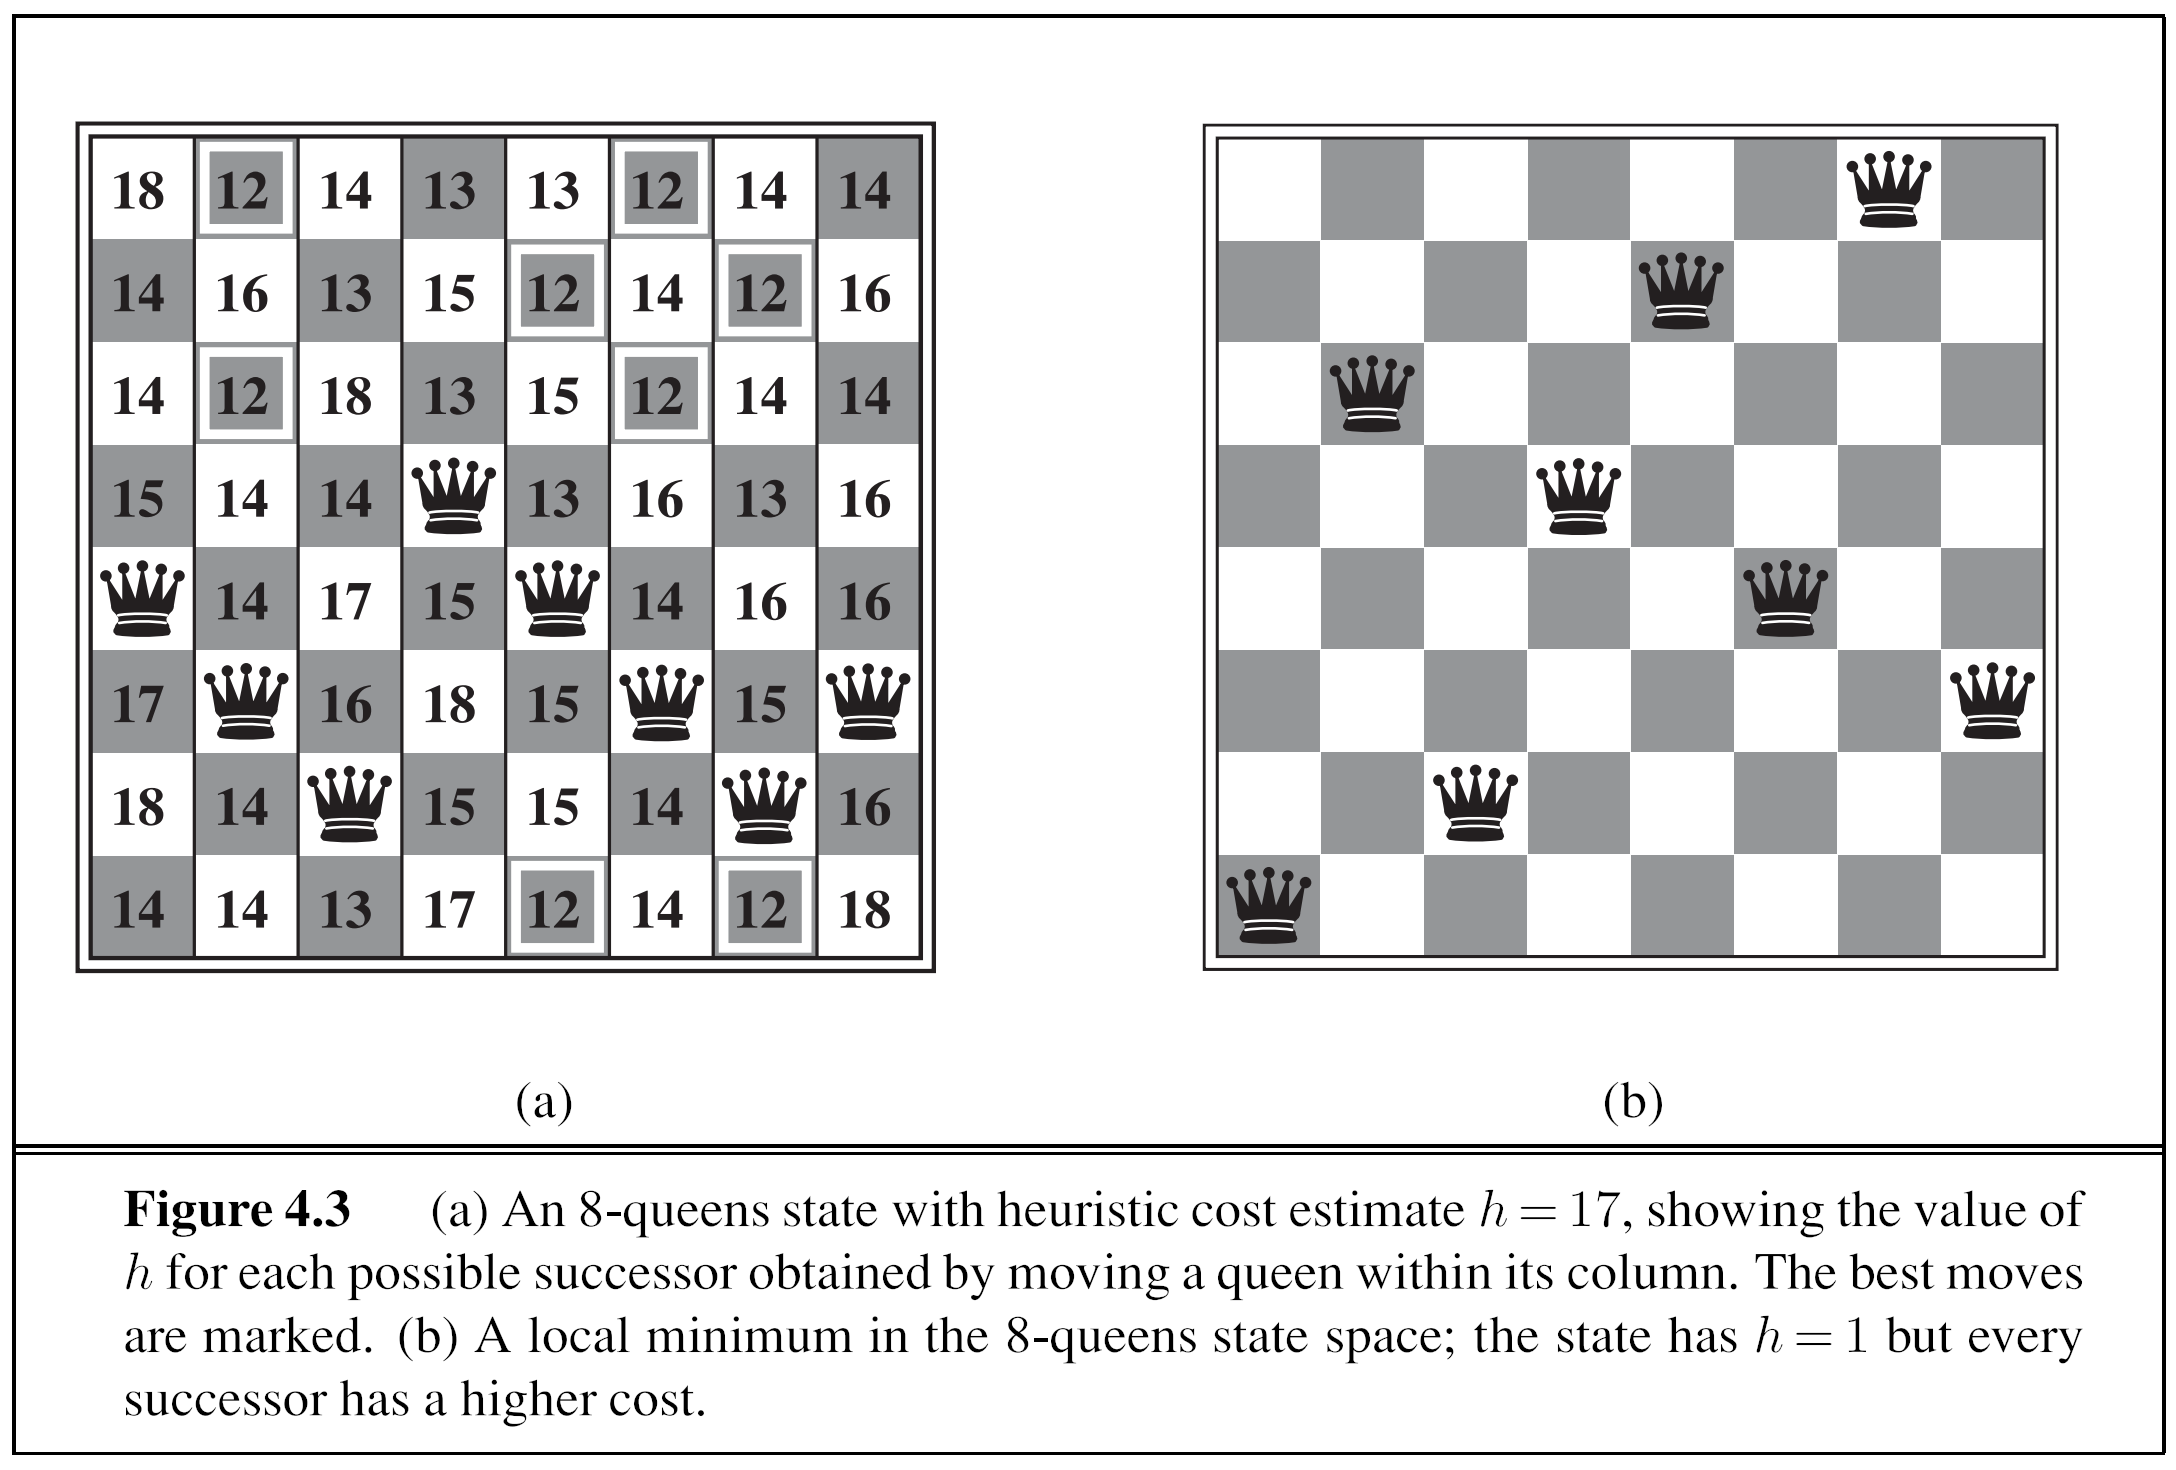 18 12 14 13 13 12 14 14
14 16 13 15 12 14 12 16
14 12 18 13 15 12 14 14
15 14 14 13 16 13 16
14 17 15 14 16 16
17 16 18 15 15
18 14 15 15 14 16
14 14 13 17 12 14 12 18
(a)
(b)
Figure 4.3 (a) An 8-queens state with heuristic cost estimate h = 17, showing the value of
h for each possible successor obtained by moving a queen within its column. The best moves
are marked. (b) A local minimum in the 8-queens state space; the state has h = 1 but every
successor has a higher cost.